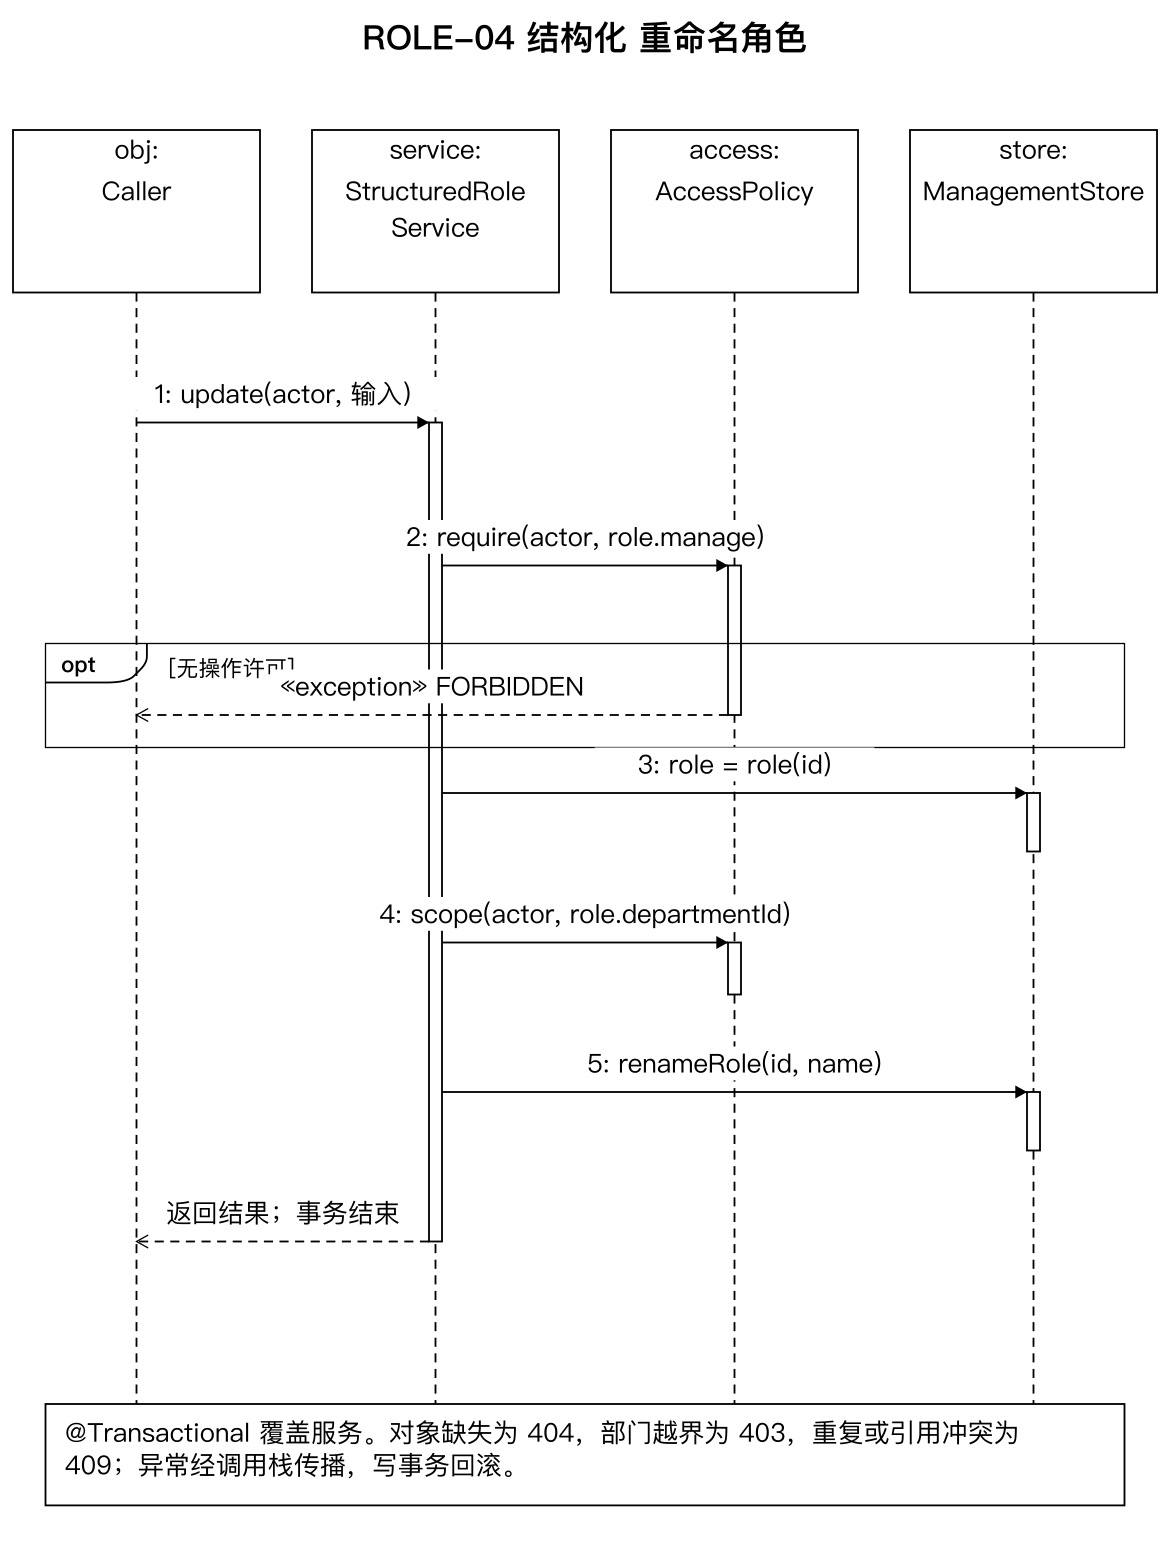 ROLE-04 结构化 重命名角色
obj:
Caller
service:
StructuredRole
Service
access:
AccessPolicy
store:
ManagementStore
1: update(actor, 输入)
2: require(actor, role.manage)
opt
[无操作许可]
«exception» FORBIDDEN
3: role = role(id)
4: scope(actor, role.departmentId)
5: renameRole(id, name)
返回结果；事务结束
@Transactional 覆盖服务。对象缺失为 404，部门越界为 403，重复或引用冲突为
409；异常经调用栈传播，写事务回滚。